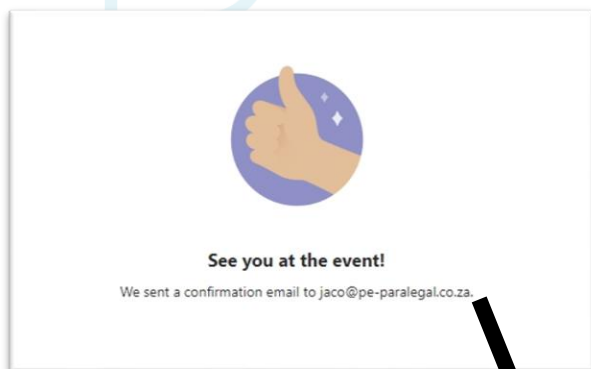 See you at the event!
We sent a confirmation email to jaco@pe-paralegal.co.za.